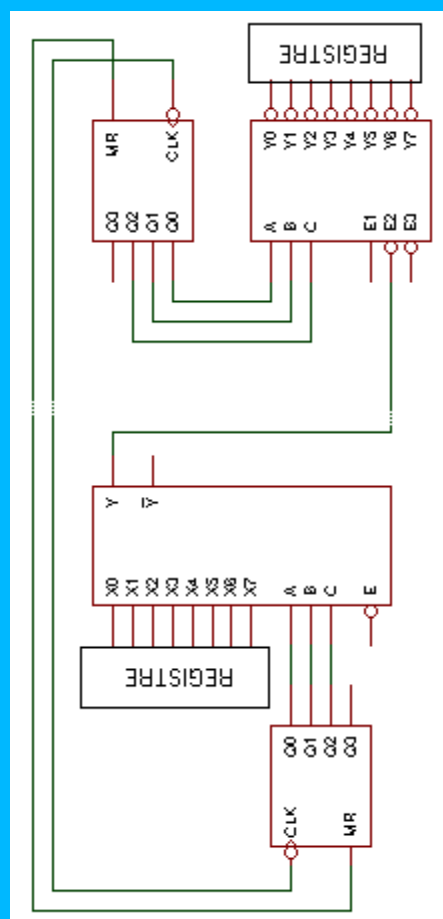 REGISTRE
MR
CLK
Q3
Q2
Q1
Q0
Y0
Y1
Y2
Y3
Y4
Y5
Y6
Y7
A
B
C
E1
E2
E3
Y
Y̅
X0
X1
X2
X3
X4
X5
X6
X7
A
B
C
E
REGISTRE
Q0
Q1
Q2
Q3
CLK
MR